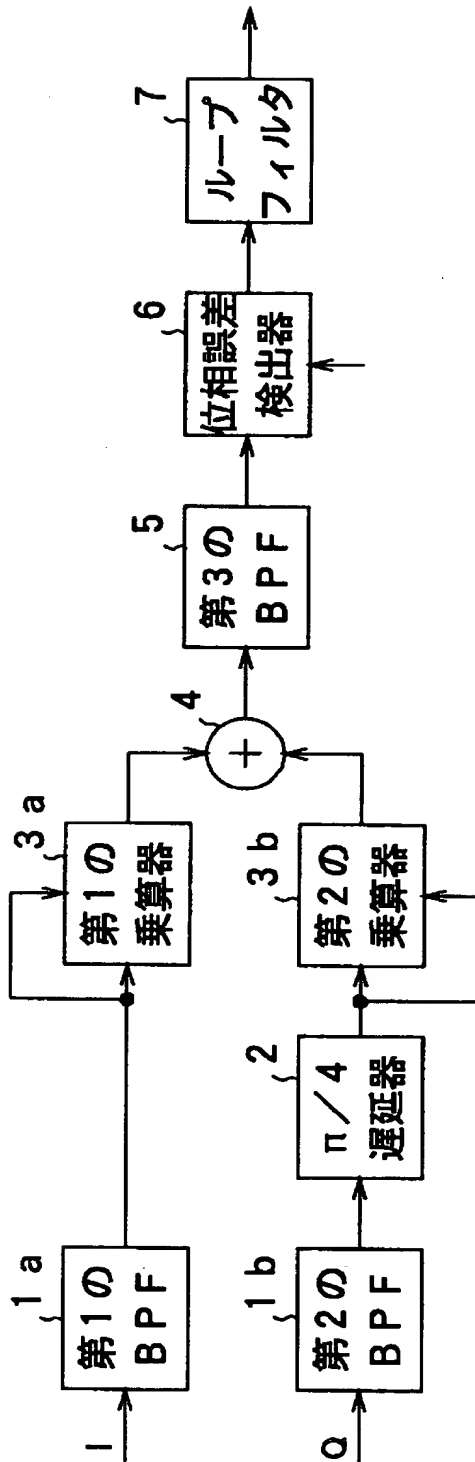 I
1a
第1の
BPF
3a
第1の
乗算器
Q
1b
第2の
BPF
2
π/4
遅延器
3b
第2の
乗算器
4
+
5
第3の
BPF
6
位相誤差
検出器
7
ループ
フィルタ